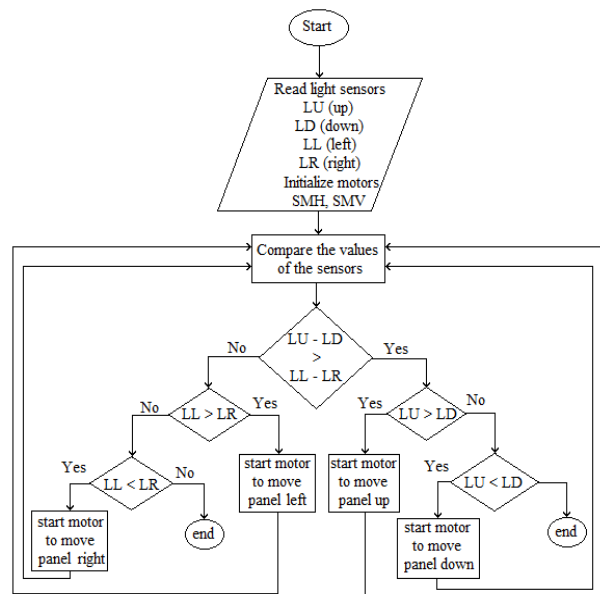 Start
Read light sensors
LU (up)
LD (down)
LL (left)
LR (right)
Initialize motors
SMH, SMV
Compare the values
of the sensors
LU - LD
>
LL - LR
No
Yes
LL > LR
No
Yes
LU > LD
Yes
No
LL < LR
Yes
No
start motor
to move
panel left
start motor
to move
panel up
LU < LD
Yes
No
start motor
to move
panel right
end
start motor
to move
panel down
end